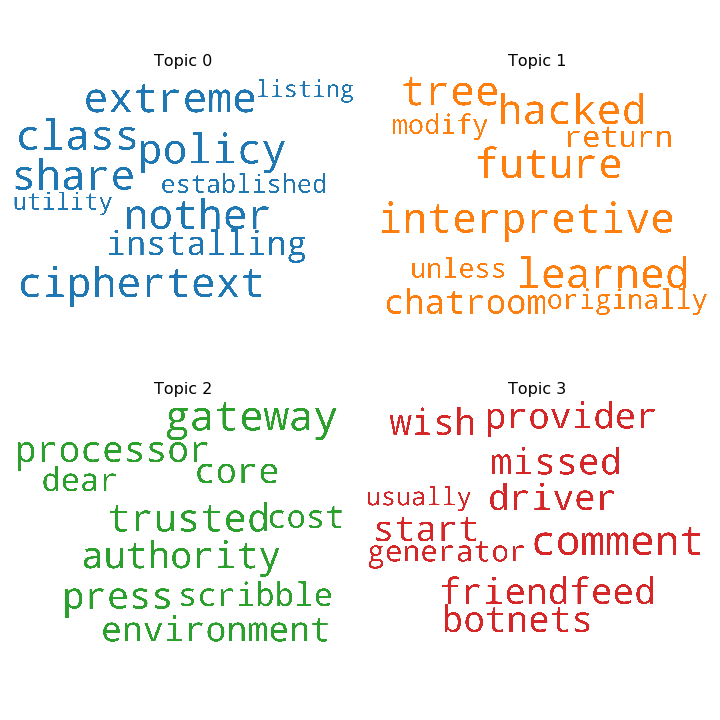 Topic 0
extreme listing
class policy
share established
utility nother
installing
ciphertext
Topic 1
tree hacked
modify return
future
interpretive
unless learned
chatroom originally
Topic 2
gateway
processor
dear core
trusted cost
authority
press scribble
environment
Topic 3
wish provider
missed
usually driver
start comment
generator
friendfeed
botnets